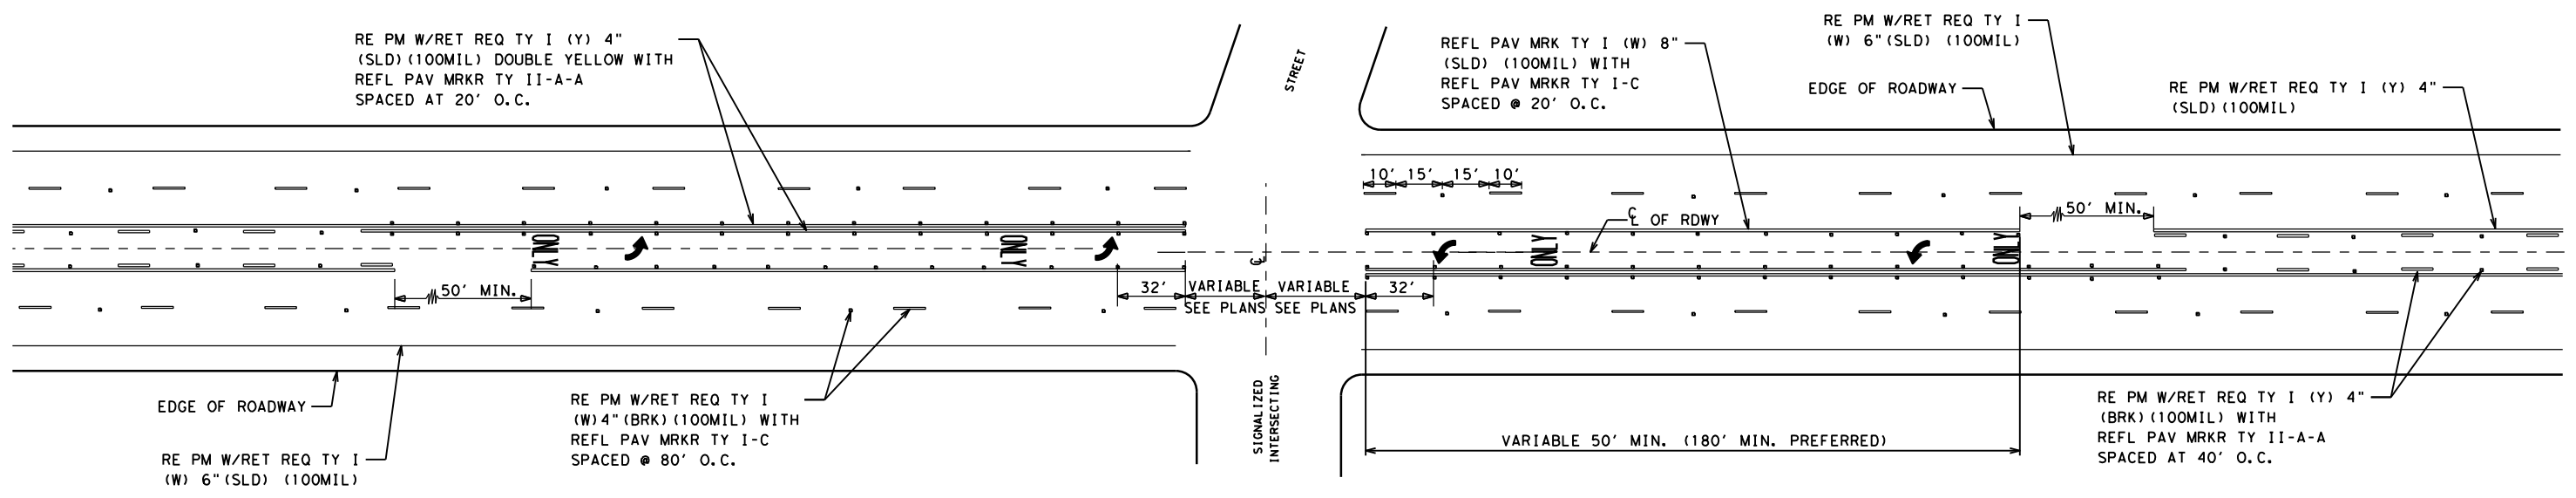 RE PM W/RET REQ TY I (Y) 4"
(SLD)(100MIL) DOUBLE YELLOW WITH
REFL PAV MRKR TY II-A-A
SPACED AT 20' O.C.
STREET
REFL PAV MRK TY I (W) 8"
(SLD) (100MIL) WITH
REFL PAV MRKR TY I-C
SPACED @ 20' O.C.
RE PM W/RET REQ TY I
(W) 6"(SLD) (100MIL)
EDGE OF ROADWAY
RE PM W/RET REQ TY I (Y) 4"
(SLD)(100MIL)
10' 15' 15' 10'
50' MIN.
℄ OF RDWY
ONLY
ONLY
ONLY
ONLY
℄
50' MIN.
32'
VARIABLE
SEE PLANS
VARIABLE
SEE PLANS
32'
EDGE OF ROADWAY
RE PM W/RET REQ TY I
(W) 6"(SLD) (100MIL)
RE PM W/RET REQ TY I
(W)4"(BRK)(100MIL) WITH
REFL PAV MRKR TY I-C
SPACED @ 80' O.C.
SIGNALIZED
INTERSECTING
VARIABLE 50' MIN. (180' MIN. PREFERRED)
RE PM W/RET REQ TY I (Y) 4"
(BRK)(100MIL) WITH
REFL PAV MRKR TY II-A-A
SPACED AT 40' O.C.